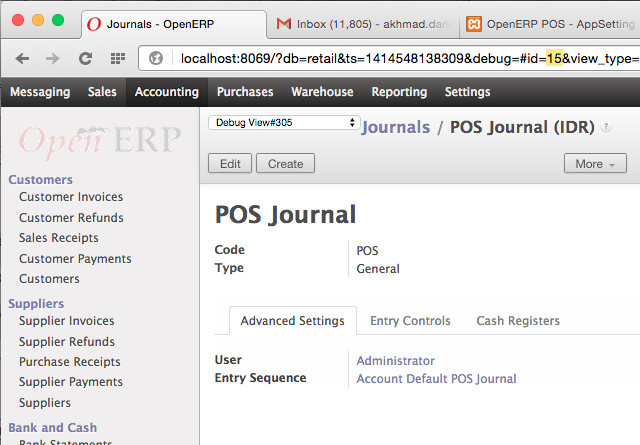 Journals - OpenERP
Inbox (11,805) - akhmad.dan
OpenERP POS - AppSetting
localhost:8069/?db=retail&ts=1414548138309&debug=#id=15&view_type=
Messaging Sales Accounting Purchases Warehouse Reporting Settings
Open ERP
Debug View#305
Journals / POS Journal (IDR) ?
Edit Create More
Customers
Customer Invoices
Customer Refunds
Sales Receipts
Customer Payments
Customers
Suppliers
Supplier Invoices
Supplier Refunds
Purchase Receipts
Supplier Payments
Suppliers
Bank and Cash
Bank Statements
POS Journal
Code POS
Type General
Advanced Settings Entry Controls Cash Registers
User Administrator
Entry Sequence Account Default POS Journal